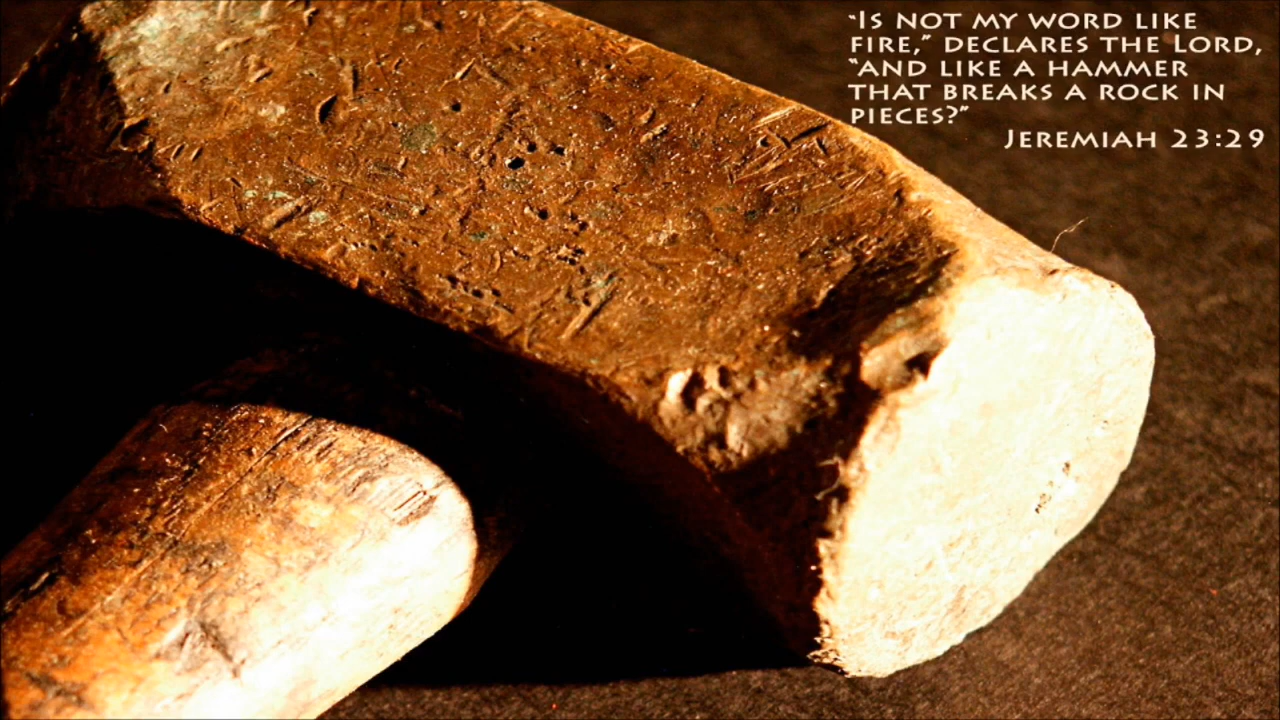 “Is not my word like
fire,” declares the Lord,
“and like a hammer
that breaks a rock in
pieces?”
Jeremiah 23:29